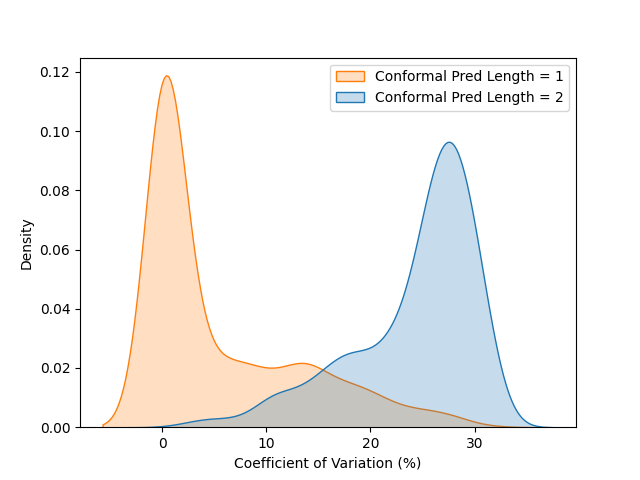 Conformal Pred Length = 1
Conformal Pred Length = 2
0.12
0.10
0.08
0.06
0.04
0.02
0.00
Density
0 10 20 30
Coefficient of Variation (%)